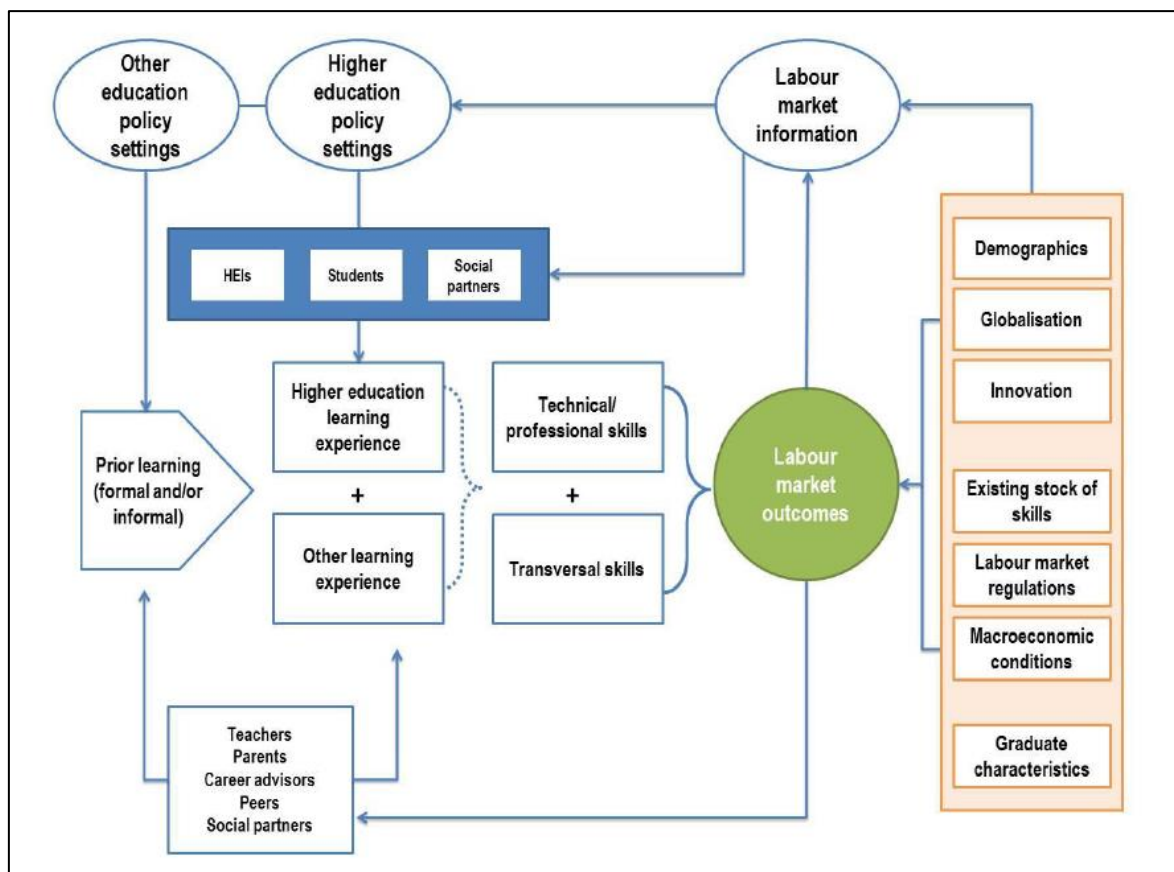 Other
education
policy
settings
Higher
education
policy
settings
Labour
market
information
HEIs
Students
Social
partners
Demographics
Globalisation
Innovation
Existing stock of
skills
Labour market
regulations
Macroeconomic
conditions
Graduate
characteristics
Prior learning
(formal and/or
informal)
Higher education
learning
experience
+
Other learning
experience
Technical/
professional skills
+
Transversal skills
Labour
market
outcomes
Teachers
Parents
Career advisors
Peers
Social partners